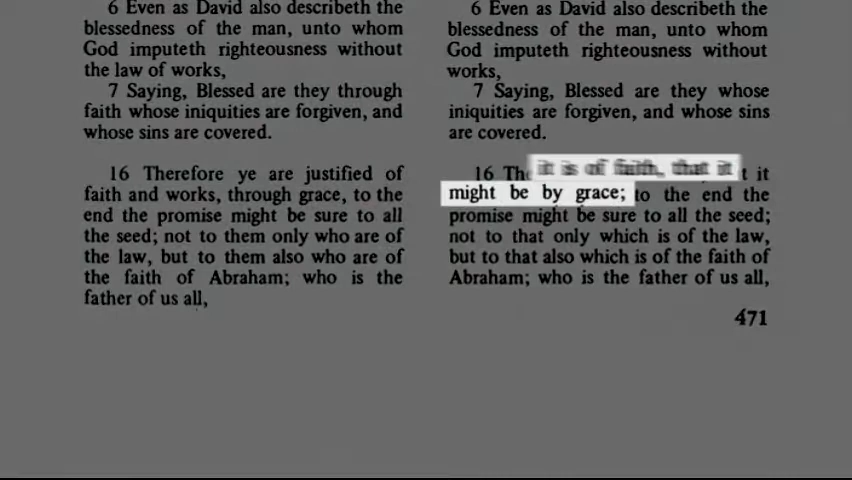 6 Even as David also describeth the
blessedness of the man, unto whom
God imputeth righteousness without
the law of works,
7 Saying, Blessed are they through
faith whose iniquities are forgiven, and
whose sins are covered.
16 Therefore ye are justified of
faith and works, through grace, to the
end the promise might be sure to all
the seed; not to them only who are of
the law, but to them also who are of
the faith of Abraham; who is the
father of us all,
6 Even as David also describeth the
blessedness of the man, unto whom
God imputeth righteousness without
works,
7 Saying, Blessed are they whose
iniquities are forgiven, and whose sins
are covered.
16 The it is of faith, that it t it
might be by grace; to the end the
promise might be sure to all the seed;
not to that only which is of the law,
but to that also which is of the faith of
Abraham; who is the father of us all,
471